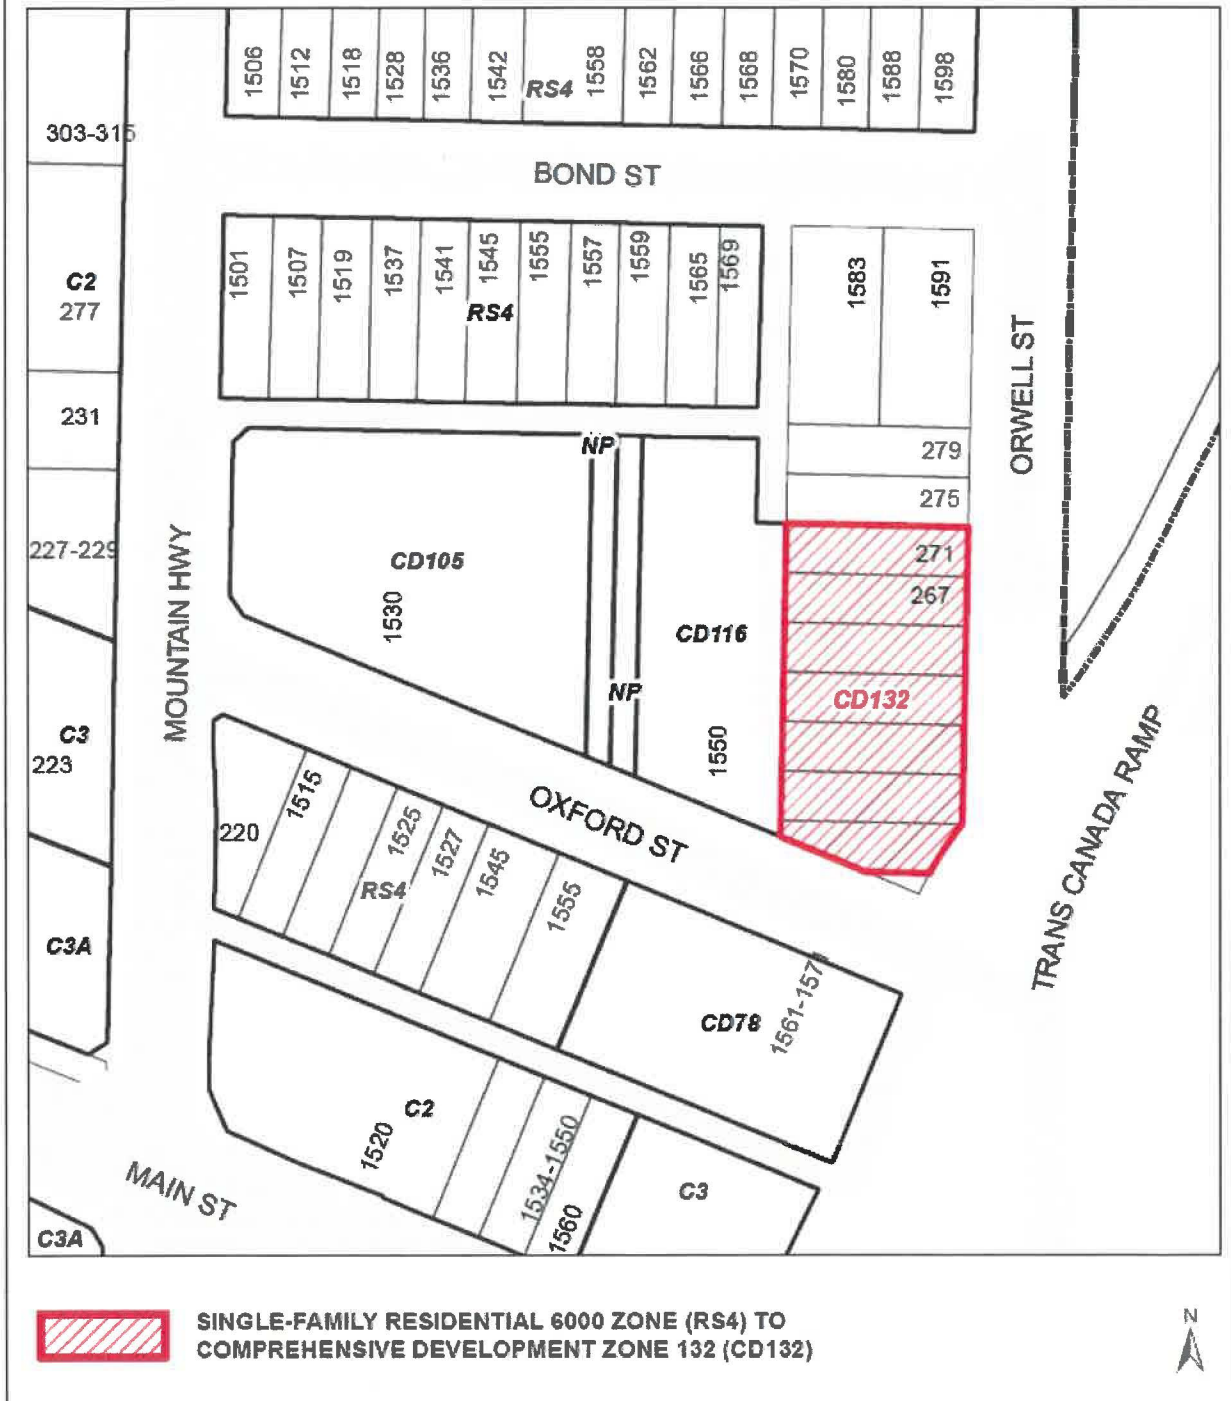 1506
1512
1518
1528
1536
1542
RS4
1558
1562
1566
1568
1570
1580
1588
1598
303-315
BOND ST
1501
1507
1519
1537
1541
1545
RS4
1555
1557
1559
1565
1569
1583
1591
C2
277
ORWELL ST
231
NP
279
275
227-229
MOUNTAIN HWY
CD105
1530
NP
CD116
1550
271
267
CD132
C3
223
220
1515
1525
1527
1545
1555
RS4
OXFORD ST
TRANS CANADA RAMP
C3A
CD78
1561-1571
C2
1520
1534-1550
1560
C3
MAIN ST
C3A
SINGLE-FAMILY RESIDENTIAL 6000 ZONE (RS4) TO
COMPREHENSIVE DEVELOPMENT ZONE 132 (CD132)
N